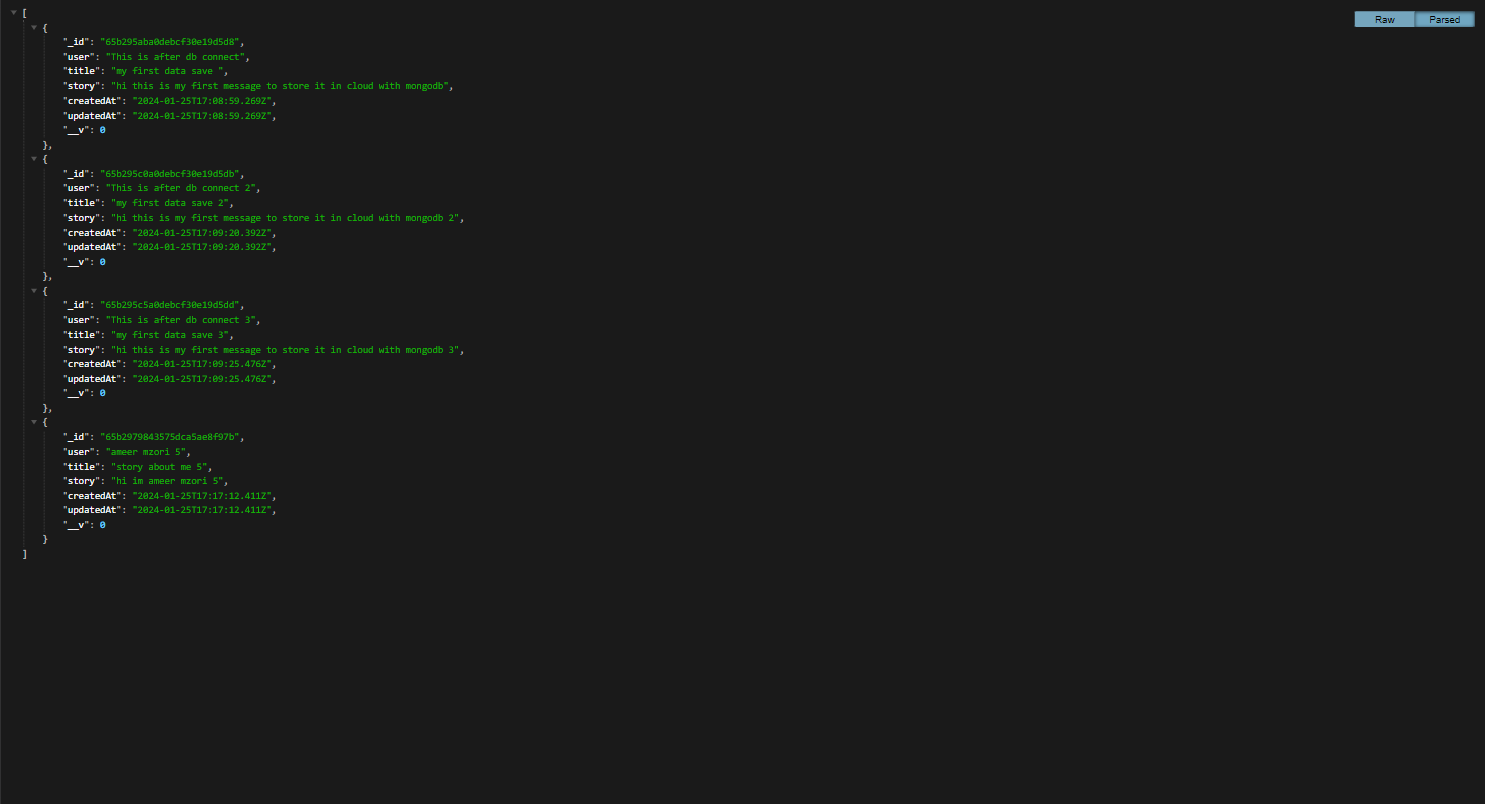 [
Raw Parsed
{
"_id": "65b295aba0debcf30e19d5d8",
"user": "This is after db connect",
"title": "my first data save ",
"story": "hi this is my first message to store it in cloud with mongodb",
"createdAt": "2024-01-25T17:08:59.269Z",
"updatedAt": "2024-01-25T17:08:59.269Z",
"__v": 0
},
{
"_id": "65b295c0a0debcf30e19d5db",
"user": "This is after db connect 2",
"title": "my first data save 2",
"story": "hi this is my first message to store it in cloud with mongodb 2",
"createdAt": "2024-01-25T17:09:20.392Z",
"updatedAt": "2024-01-25T17:09:20.392Z",
"__v": 0
},
{
"_id": "65b295c5a0debcf30e19d5dd",
"user": "This is after db connect 3",
"title": "my first data save 3",
"story": "hi this is my first message to store it in cloud with mongodb 3",
"createdAt": "2024-01-25T17:09:25.476Z",
"updatedAt": "2024-01-25T17:09:25.476Z",
"__v": 0
},
{
"_id": "65b2979843575dca5ae8f97b",
"user": "ameer mzori 5",
"title": "story about me 5",
"story": "hi im ameer mzori 5",
"createdAt": "2024-01-25T17:17:12.411Z",
"updatedAt": "2024-01-25T17:17:12.411Z",
"__v": 0
}
]